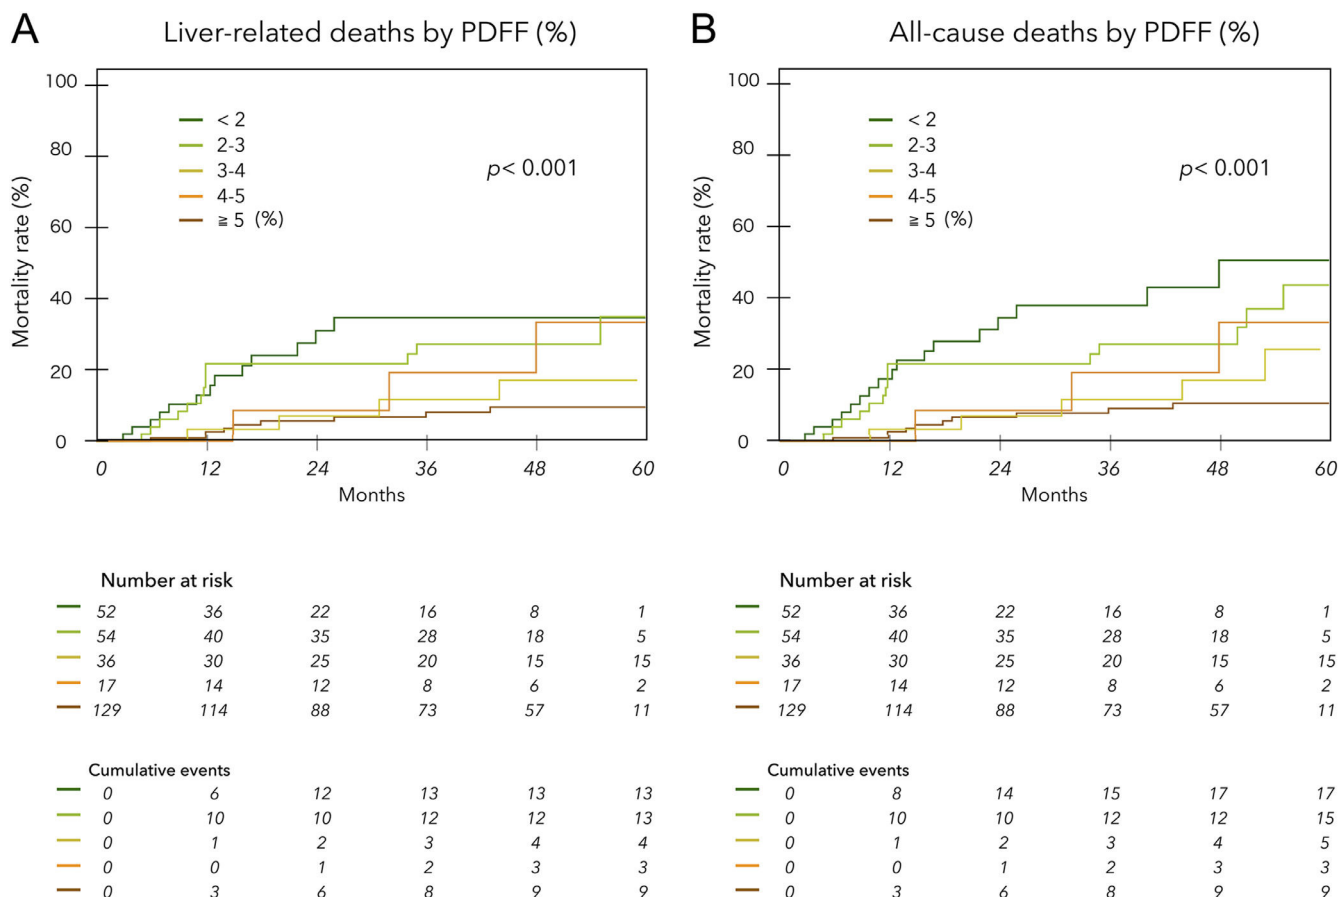 A
Liver-related deaths by PDFF (%)
Mortality rate (%)
100
80
60
40
20
0
< 2
2-3
3-4
4-5
≧ 5 (%)
p< 0.001
0 12 24 36 48 60
Months
Number at risk
52 36 22 16 8 1
54 40 35 28 18 5
36 30 25 20 15 15
17 14 12 8 6 2
129 114 88 73 57 11
Cumulative events
0 6 12 13 13 13
0 10 10 12 12 13
0 1 2 3 4 4
0 0 1 2 3 3
0 3 6 8 9 9
B
All-cause deaths by PDFF (%)
Mortality rate (%)
100
80
60
40
20
0
< 2
2-3
3-4
4-5
≧ 5 (%)
p< 0.001
0 12 24 36 48 60
Months
Number at risk
52 36 22 16 8 1
54 40 35 28 18 5
36 30 25 20 15 15
17 14 12 8 6 2
129 114 88 73 57 11
Cumulative events
0 8 14 15 17 17
0 10 10 12 12 15
0 1 2 3 4 5
0 0 1 2 3 3
0 3 6 8 9 9